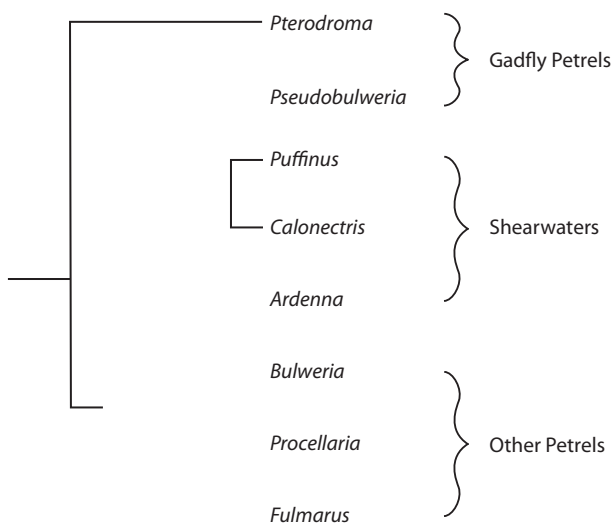 Pterodroma
Gadfly Petrels
Pseudobulweria
Puffinus
Calonectris
Shearwaters
Ardenna
Bulweria
Procellaria
Other Petrels
Fulmarus